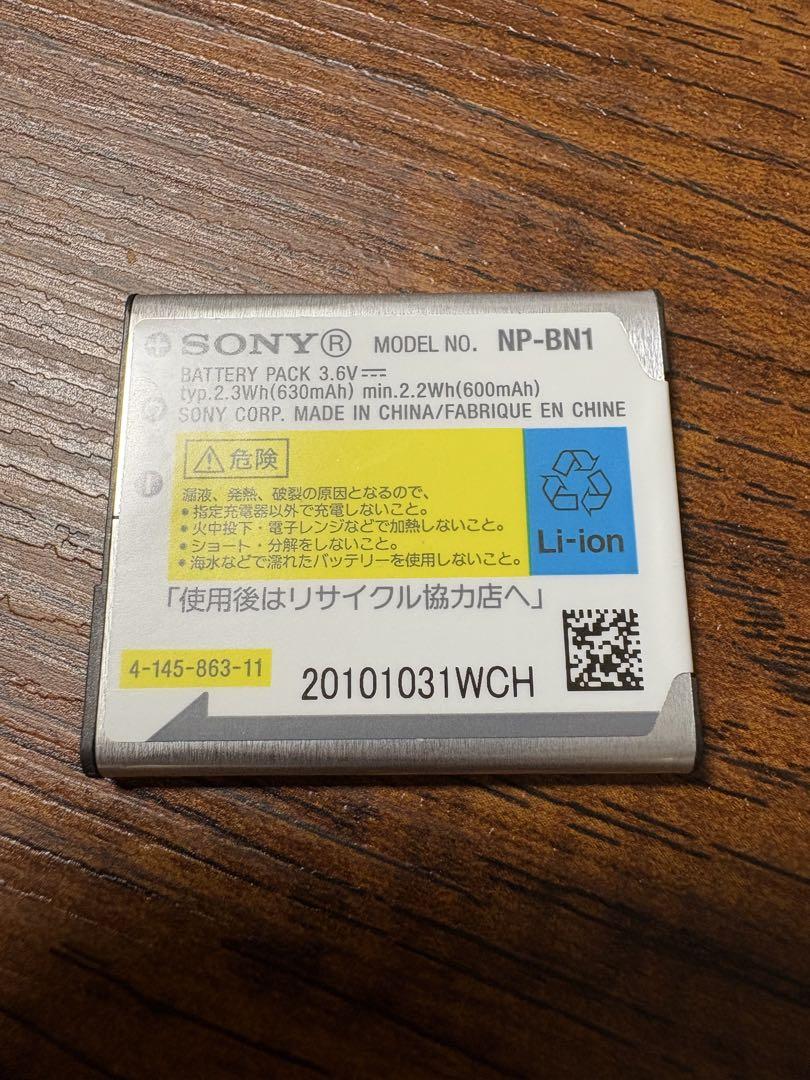 SONY® MODEL NO. NP-BN1
BATTERY PACK 3.6V
typ.2.3Wh(630mAh) min.2.2Wh(600mAh)
SONY CORP. MADE IN CHINA/FABRIQUE EN CHINE
⚠危険
漏液、発熱、破裂の原因となるので、
•指定充電器以外で充電しないこと。
•火中投下・電子レンジなどで加熱しないこと。
•ショート・分解をしないこと。
•海水などで濡れたバッテリーを使用しないこと。
Li-ion
「使用後はリサイクル協力店へ」
4-145-863-11
20101031WCH